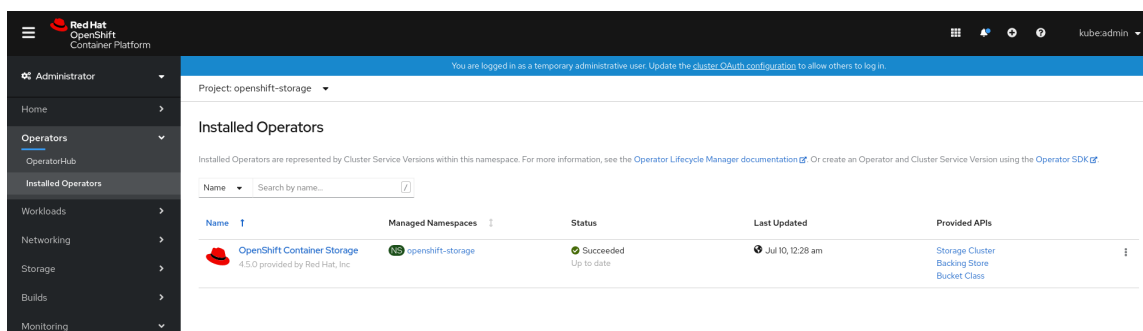 Red Hat
OpenShift
Container Platform
kube:admin
Administrator
You are logged in as a temporary administrative user. Update the cluster OAuth configuration to allow others to log in.
Project: openshift-storage
Home
Operators
OperatorHub
Installed Operators
Workloads
Networking
Storage
Builds
Monitoring
Installed Operators
Installed Operators are represented by Cluster Service Versions within this namespace. For more information, see the Operator Lifecycle Manager documentation. Or create an Operator and Cluster Service Version using the Operator SDK.
Name
Search by name...
/
Name
Managed Namespaces
Status
Last Updated
Provided APIs
OpenShift Container Storage
4.5.0 provided by Red Hat, Inc
NS openshift-storage
Succeeded
Up to date
Jul 10, 12:28 am
Storage Cluster
Backing Store
Bucket Class